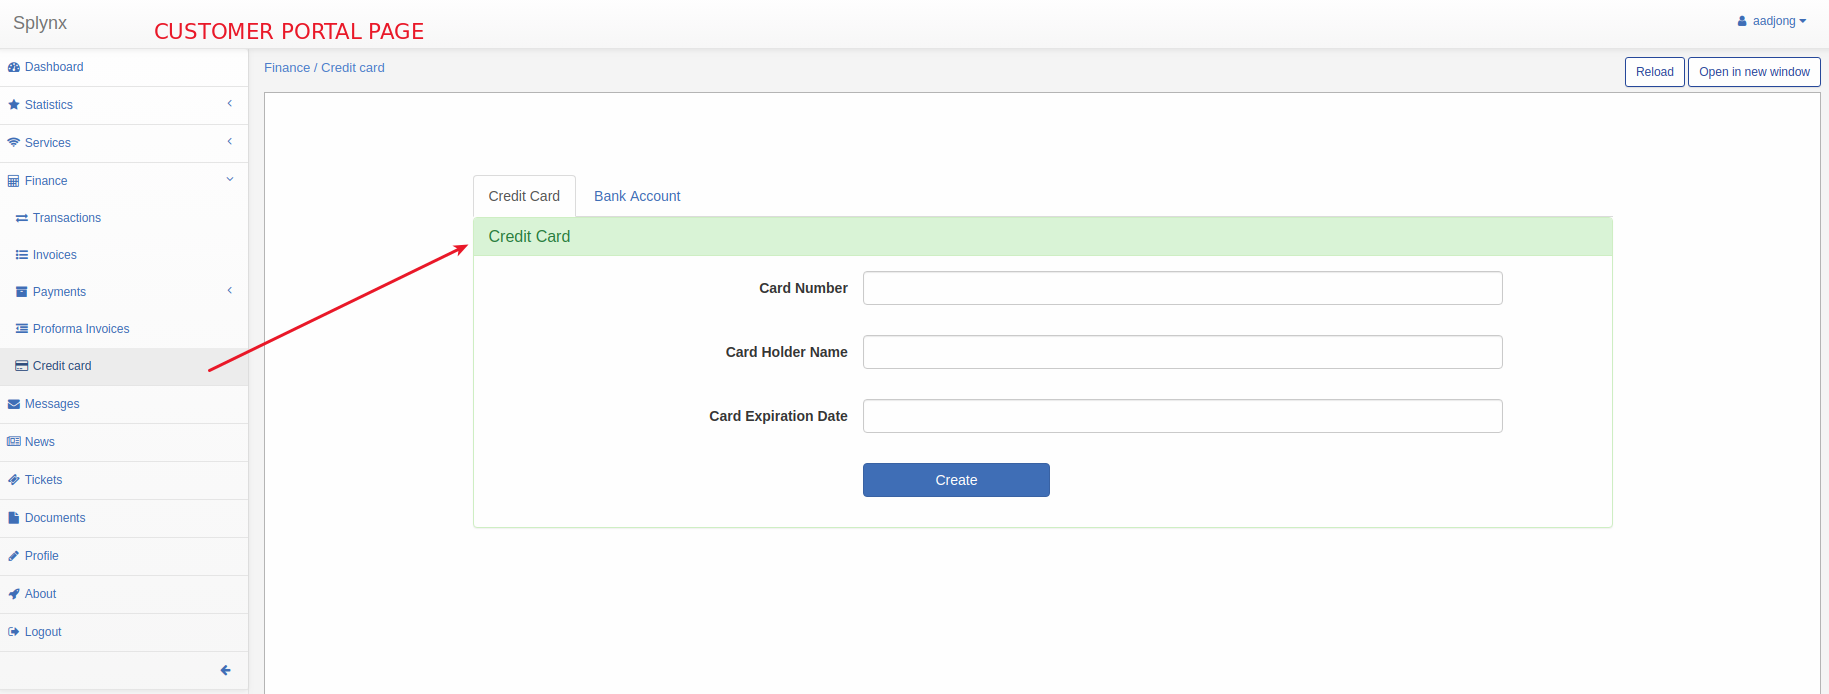 Splynx
CUSTOMER PORTAL PAGE
aadjong
Dashboard
Statistics
Services
Finance
Transactions
Invoices
Payments
Proforma Invoices
Credit card
Messages
News
Tickets
Documents
Profile
About
Logout
Finance / Credit card
Reload
Open in new window
Credit Card
Bank Account
Credit Card
Card Number
Card Holder Name
Card Expiration Date
Create